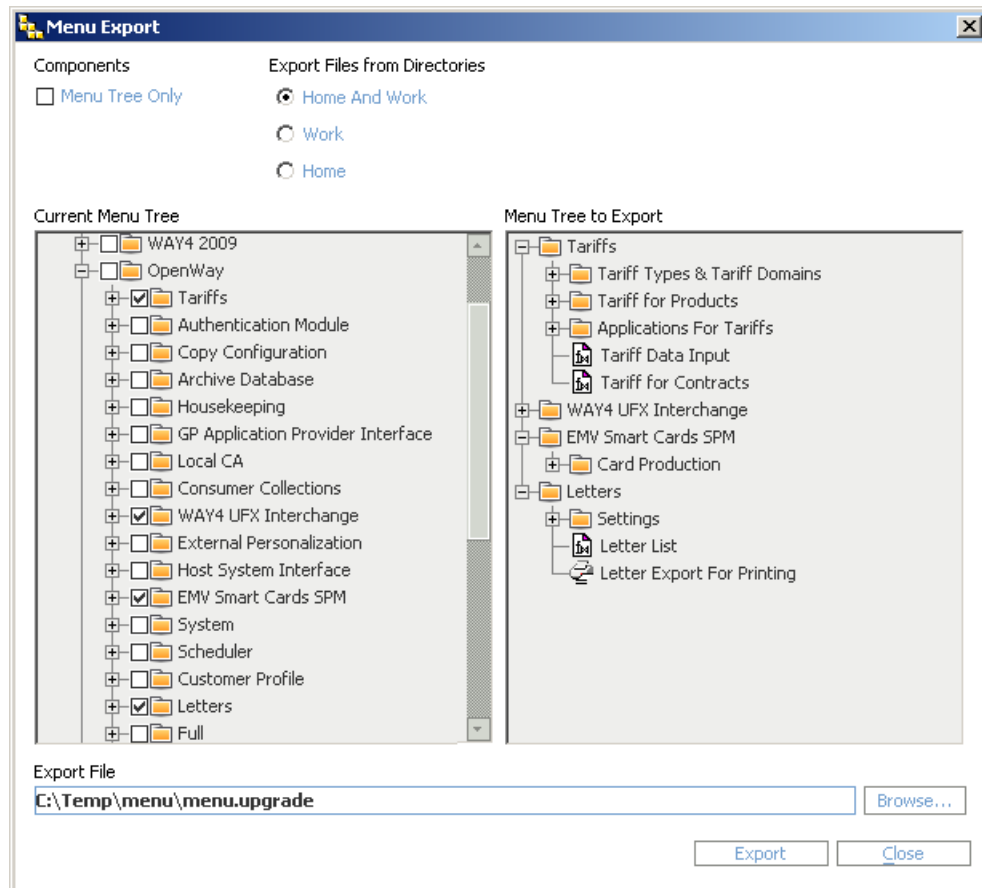 Menu Export
Components
Export Files from Directories
Menu Tree Only
Home And Work
Work
Home
Current Menu Tree
WAY4 2009
OpenWay
Tariffs
Authentication Module
Copy Configuration
Archive Database
Housekeeping
GP Application Provider Interface
Local CA
Consumer Collections
WAY4 UFX Interchange
External Personalization
Host System Interface
EMV Smart Cards SPM
System
Scheduler
Customer Profile
Letters
Full
Menu Tree to Export
Tariffs
Tariff Types & Tariff Domains
Tariff for Products
Applications For Tariffs
Tariff Data Input
Tariff for Contracts
WAY4 UFX Interchange
EMV Smart Cards SPM
Card Production
Letters
Settings
Letter List
Letter Export For Printing
Export File
C:\Temp\menu\menu.upgrade
Browse...
Export
Close